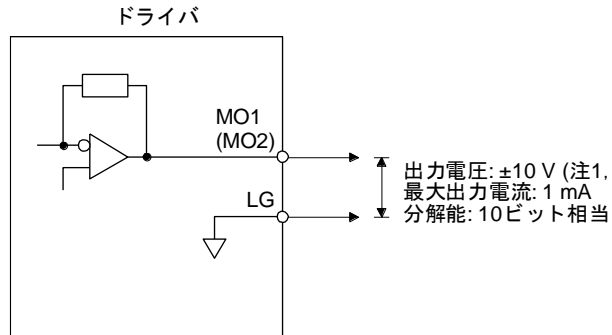 ドライバ
MO1
(MO2)
LG
出力電圧: ±10 V (注1,
最大出力電流: 1 mA
分解能: 10ビット相当